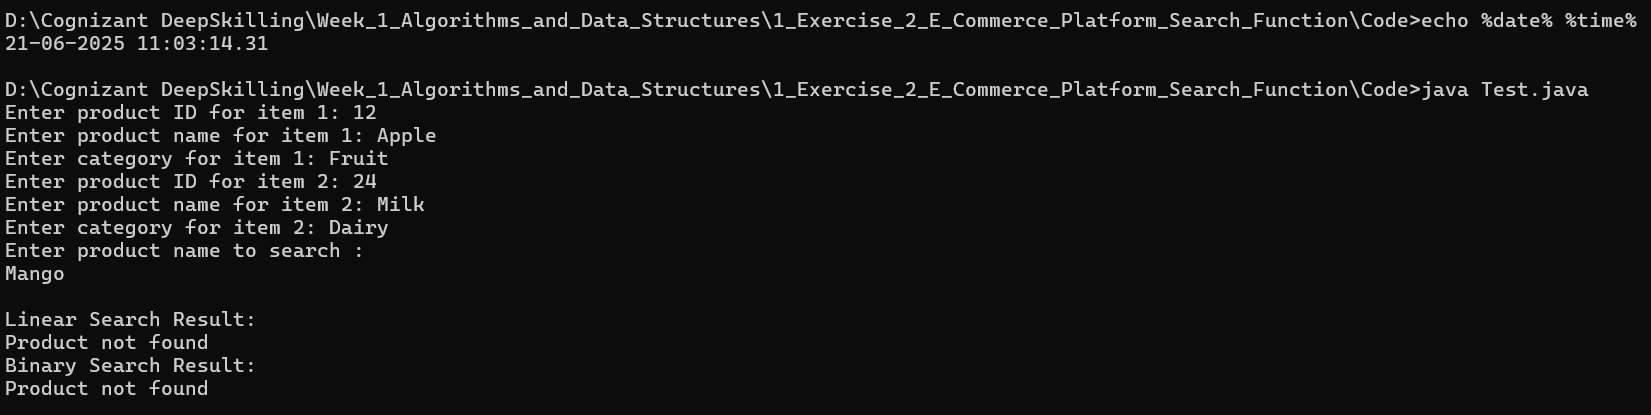 D:\Cognizant DeepSkilling\Week_1_Algorithms_and_Data_Structures\1_Exercise_2_E_Commerce_Platform_Search_Function\Code>echo %date% %time%
21-06-2025 11:03:14.31
D:\Cognizant DeepSkilling\Week_1_Algorithms_and_Data_Structures\1_Exercise_2_E_Commerce_Platform_Search_Function\Code>java Test.java
Enter product ID for item 1: 12
Enter product name for item 1: Apple
Enter category for item 1: Fruit
Enter product ID for item 2: 24
Enter product name for item 2: Milk
Enter category for item 2: Dairy
Enter product name to search :
Mango
Linear Search Result:
Product not found
Binary Search Result:
Product not found